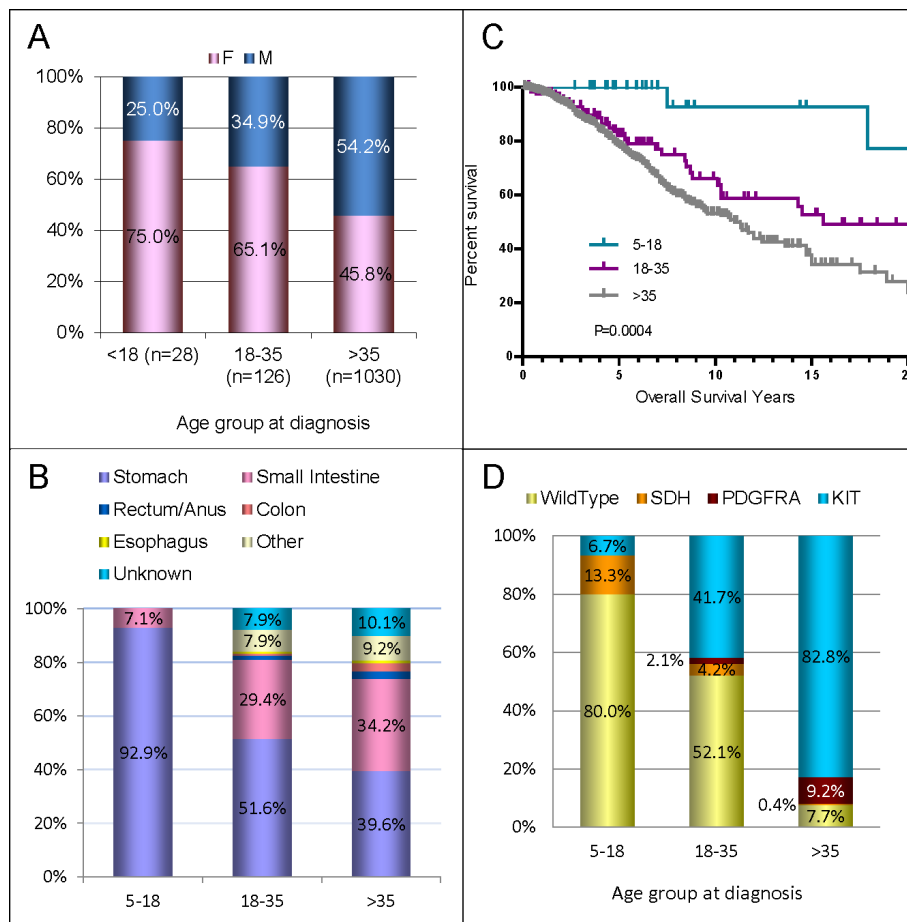 A
F M
100%
80%
60%
40%
20%
0%
25.0%
34.9%
54.2%
75.0%
65.1%
45.8%
<18 (n=28) 18-35 >35
(n=126) (n=1030)
Age group at diagnosis
C
Percent survival
100
80
60
40
20
0
5-18
18-35
>35
P=0.0004
0 5 10 15
Overall Survival Years
B
Stomach Small Intestine
Rectum/Anus Colon
Esophagus Other
Unknown
100%
80%
60%
40%
20%
0%
7.1% 7.9% 10.1%
7.9% 9.2%
29.4% 34.2%
92.9%
51.6% 39.6%
5-18 18-35 >35
D
WildType SDH PDGFRA KIT
100%
80%
60%
40%
20%
0%
6.7%
13.3% 41.7%
82.8%
2.1% 4.2%
80.0% 52.1%
9.2%
0.4% 7.7%
5-18 18-35 >35
Age group at diagnosis